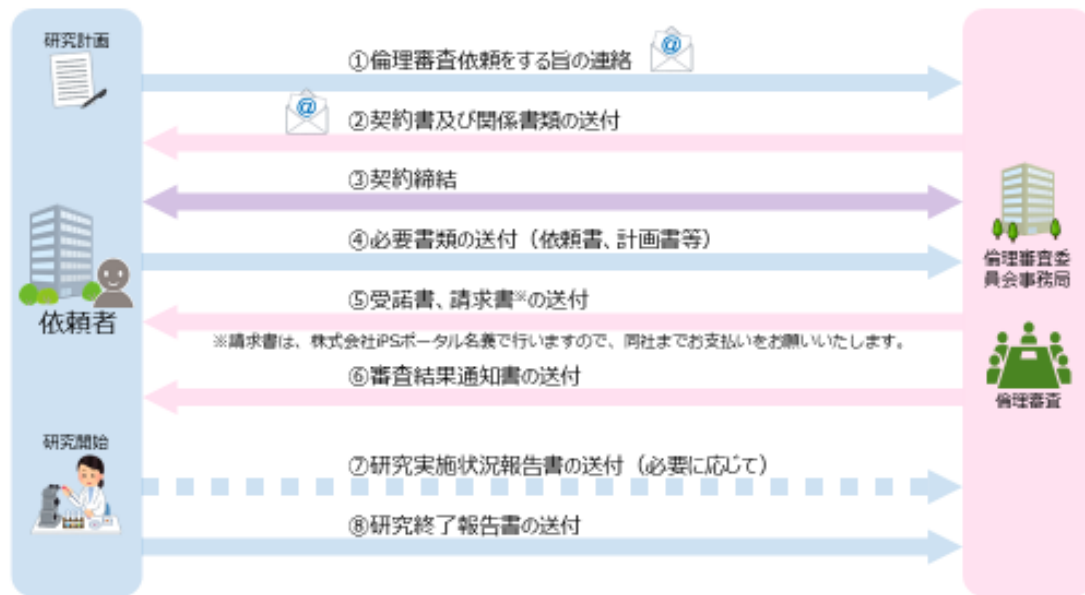 研究計画
①倫理審査依頼をする旨の連絡
@
@
②契約書及び関係書類の送付
③契約締結
④必要書類の送付（依頼書、計画書等）
依頼者
倫理審査委
員会事務局
⑤受諾書、請求書※の送付
※請求書は、株式会社iPSポータル名義で行いますので、同社までお支払いをお願いいたします。
⑥審査結果通知書の送付
倫理審査
研究開始
⑦研究実施状況報告書の送付（必要に応じて）
⑧研究終了報告書の送付